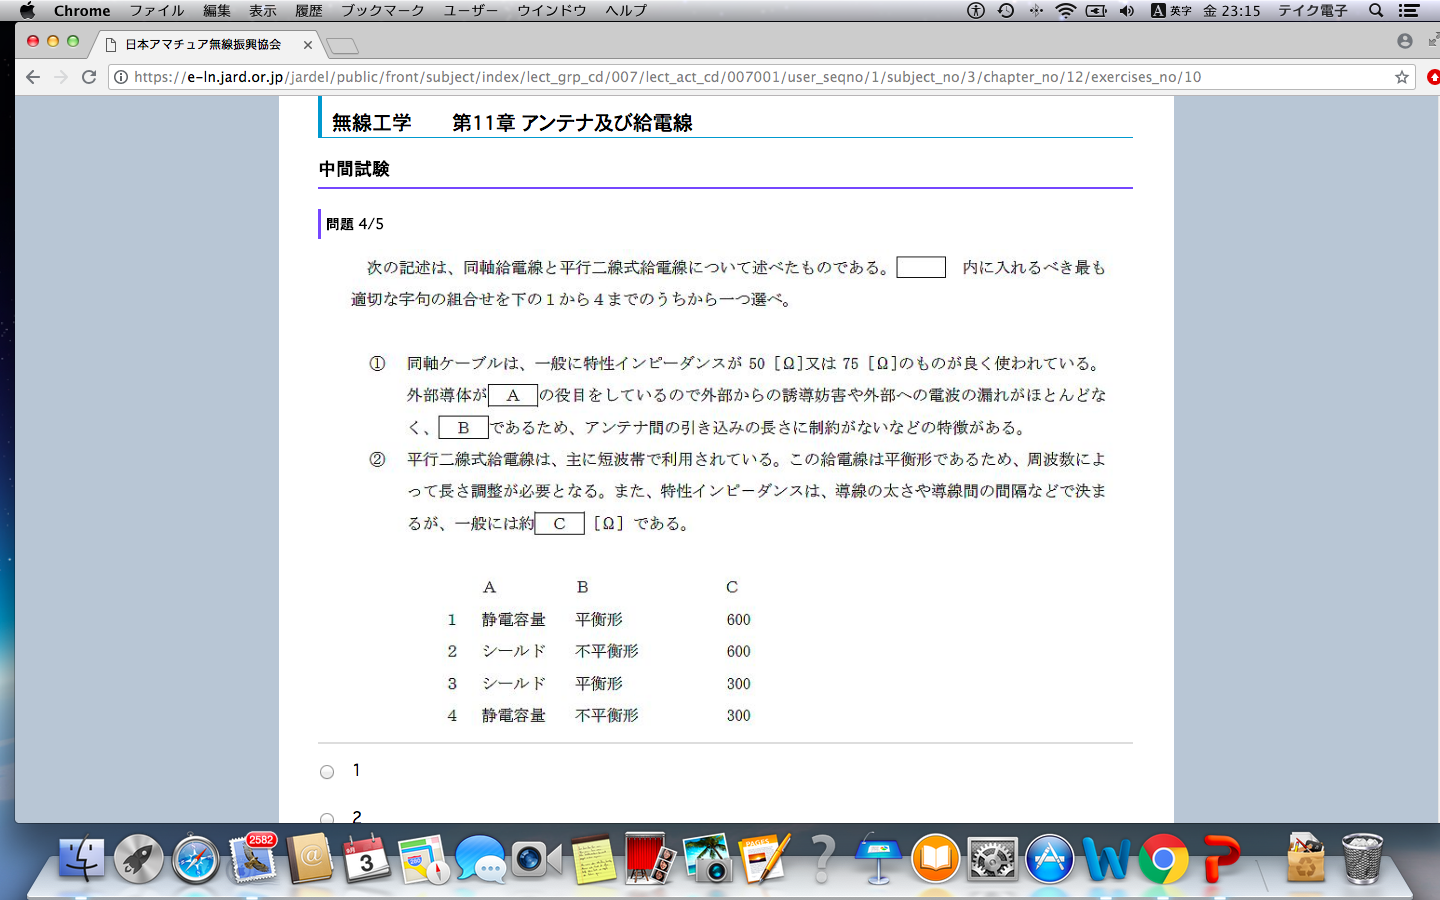 Chrome ファイル 編集 表示 履歴 ブックマーク ユーザー ウインドウ ヘルプ A 英字 金 23:15 テイク電子
日本アマチュア無線振興協会
https://e-ln.jard.or.jp/jardel/public/front/subject/index/lect_grp_cd/007/lect_act_cd/007001/user_seqno/1/subject_no/3/chapter_no/12/exercises_no/10
無線工学 第11章 アンテナ及び給電線
中間試験
問題 4/5
次の記述は、同軸給電線と平行二線式給電線について述べたものである。 内に入れるべき最も
適切な字句の組合せを下の１から４までのうちから一つ選べ。
① 同軸ケーブルは、一般に特性インピーダンスが 50［Ω］又は 75［Ω］のものが良く使われている。
外部導体が A の役目をしているので外部からの誘導妨害や外部への電波の漏れがほとんどな
く、 B であるため、アンテナ間の引き込みの長さに制約がないなどの特徴がある。
② 平行二線式給電線は、主に短波帯で利用されている。この給電線は平衡形であるため、周波数によ
って長さ調整が必要となる。また、特性インピーダンスは、導線の太さや導線間の間隔などで決ま
るが、一般には約 C ［Ω］である。
A B C
1 静電容量 平衡形 600
2 シールド 不平衡形 600
3 シールド 平衡形 300
4 静電容量 不平衡形 300
1
2
2582
3
280
PAGES
?